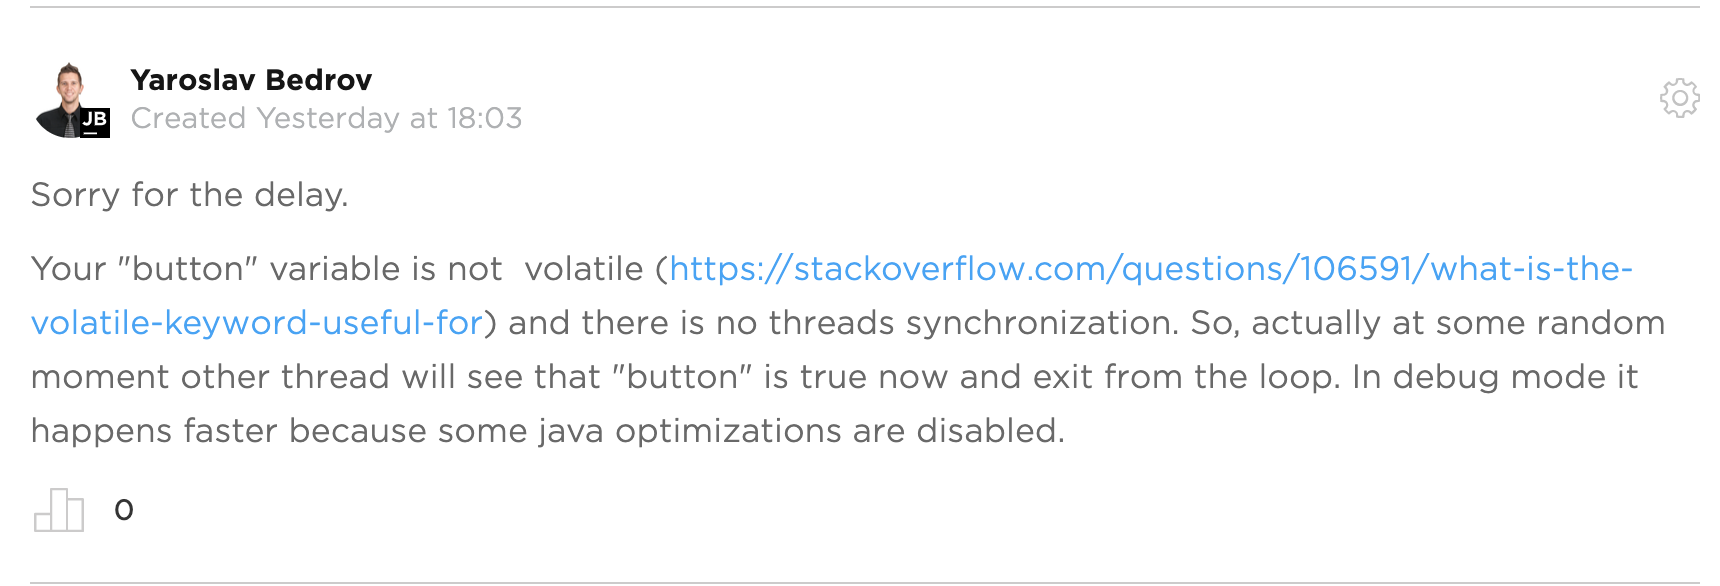 Yaroslav Bedrov
JB
Created Yesterday at 18:03
Sorry for the delay.
Your "button" variable is not  volatile (https://stackoverflow.com/questions/106591/what-is-the-
volatile-keyword-useful-for) and there is no threads synchronization. So, actually at some random
moment other thread will see that "button" is true now and exit from the loop. In debug mode it
happens faster because some java optimizations are disabled.
0